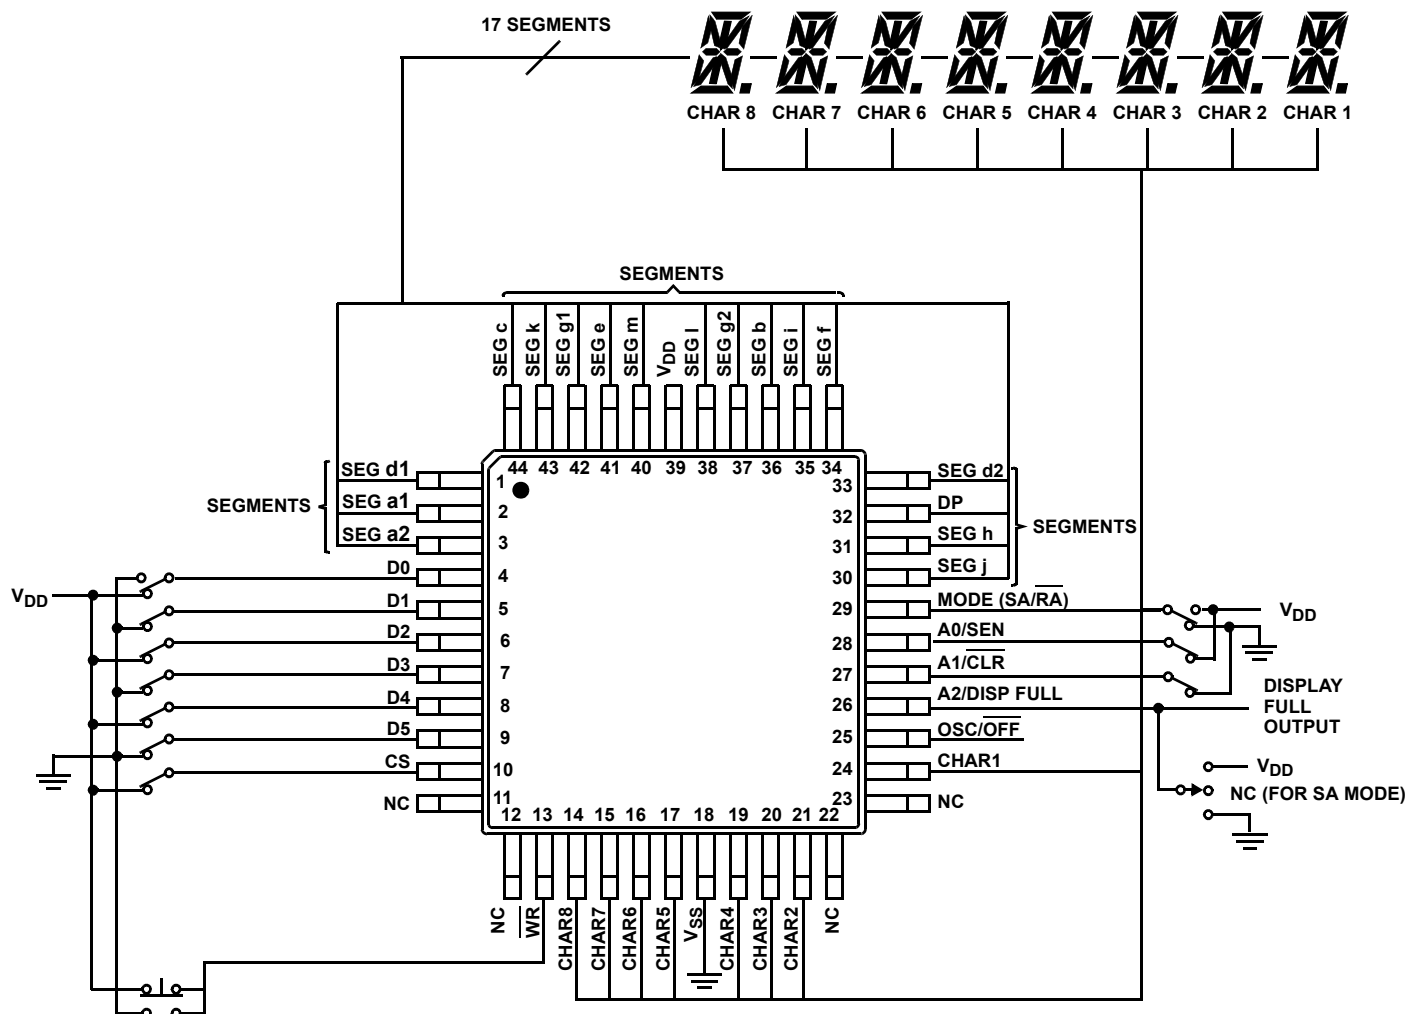 17 SEGMENTS
CHAR 8 CHAR 7 CHAR 6 CHAR 5 CHAR 4 CHAR 3 CHAR 2 CHAR 1
SEGMENTS
SEG c SEG k SEG g1 SEG e SEG m VDD SEG l SEG g2 SEG b SEG i SEG f
44 43 42 41 40 39 38 37 36 35 34
SEGMENTS
SEG d1 1
SEG a1 2
SEG a2 3
VDD
D0 4
D1 5
D2 6
D3 7
D4 8
D5 9
CS 10
NC 11
33 SEG d2
32 DP
31 SEG h
30 SEG j
SEGMENTS
29 MODE (SA/R̅A̅)
28 A0/SEN
27 A1/C̅L̅R̅
26 A2/DISP FULL
25 OSC/O̅F̅F̅
24 CHAR1
23 NC
VDD
DISPLAY
FULL
OUTPUT
VDD
NC (FOR SA MODE)
12 13 14 15 16 17 18 19 20 21 22
NC W̅R̅ CHAR8 CHAR7 CHAR6 CHAR5 VSS CHAR4 CHAR3 CHAR2 NC